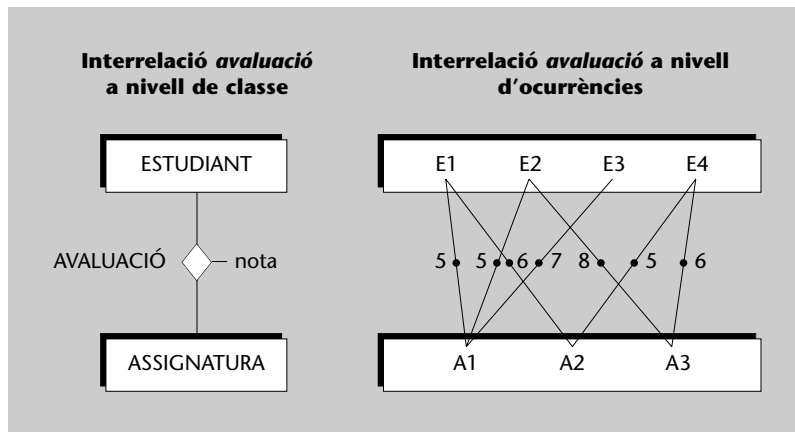 Interrelació avaluació
a nivell de classe
Interrelació avaluació a nivell
d'ocurrències
ESTUDIANT
AVALUACIÓ
nota
ASSIGNATURA
E1 E2 E3 E4
5 5 6 7 8 5 6
A1 A2 A3